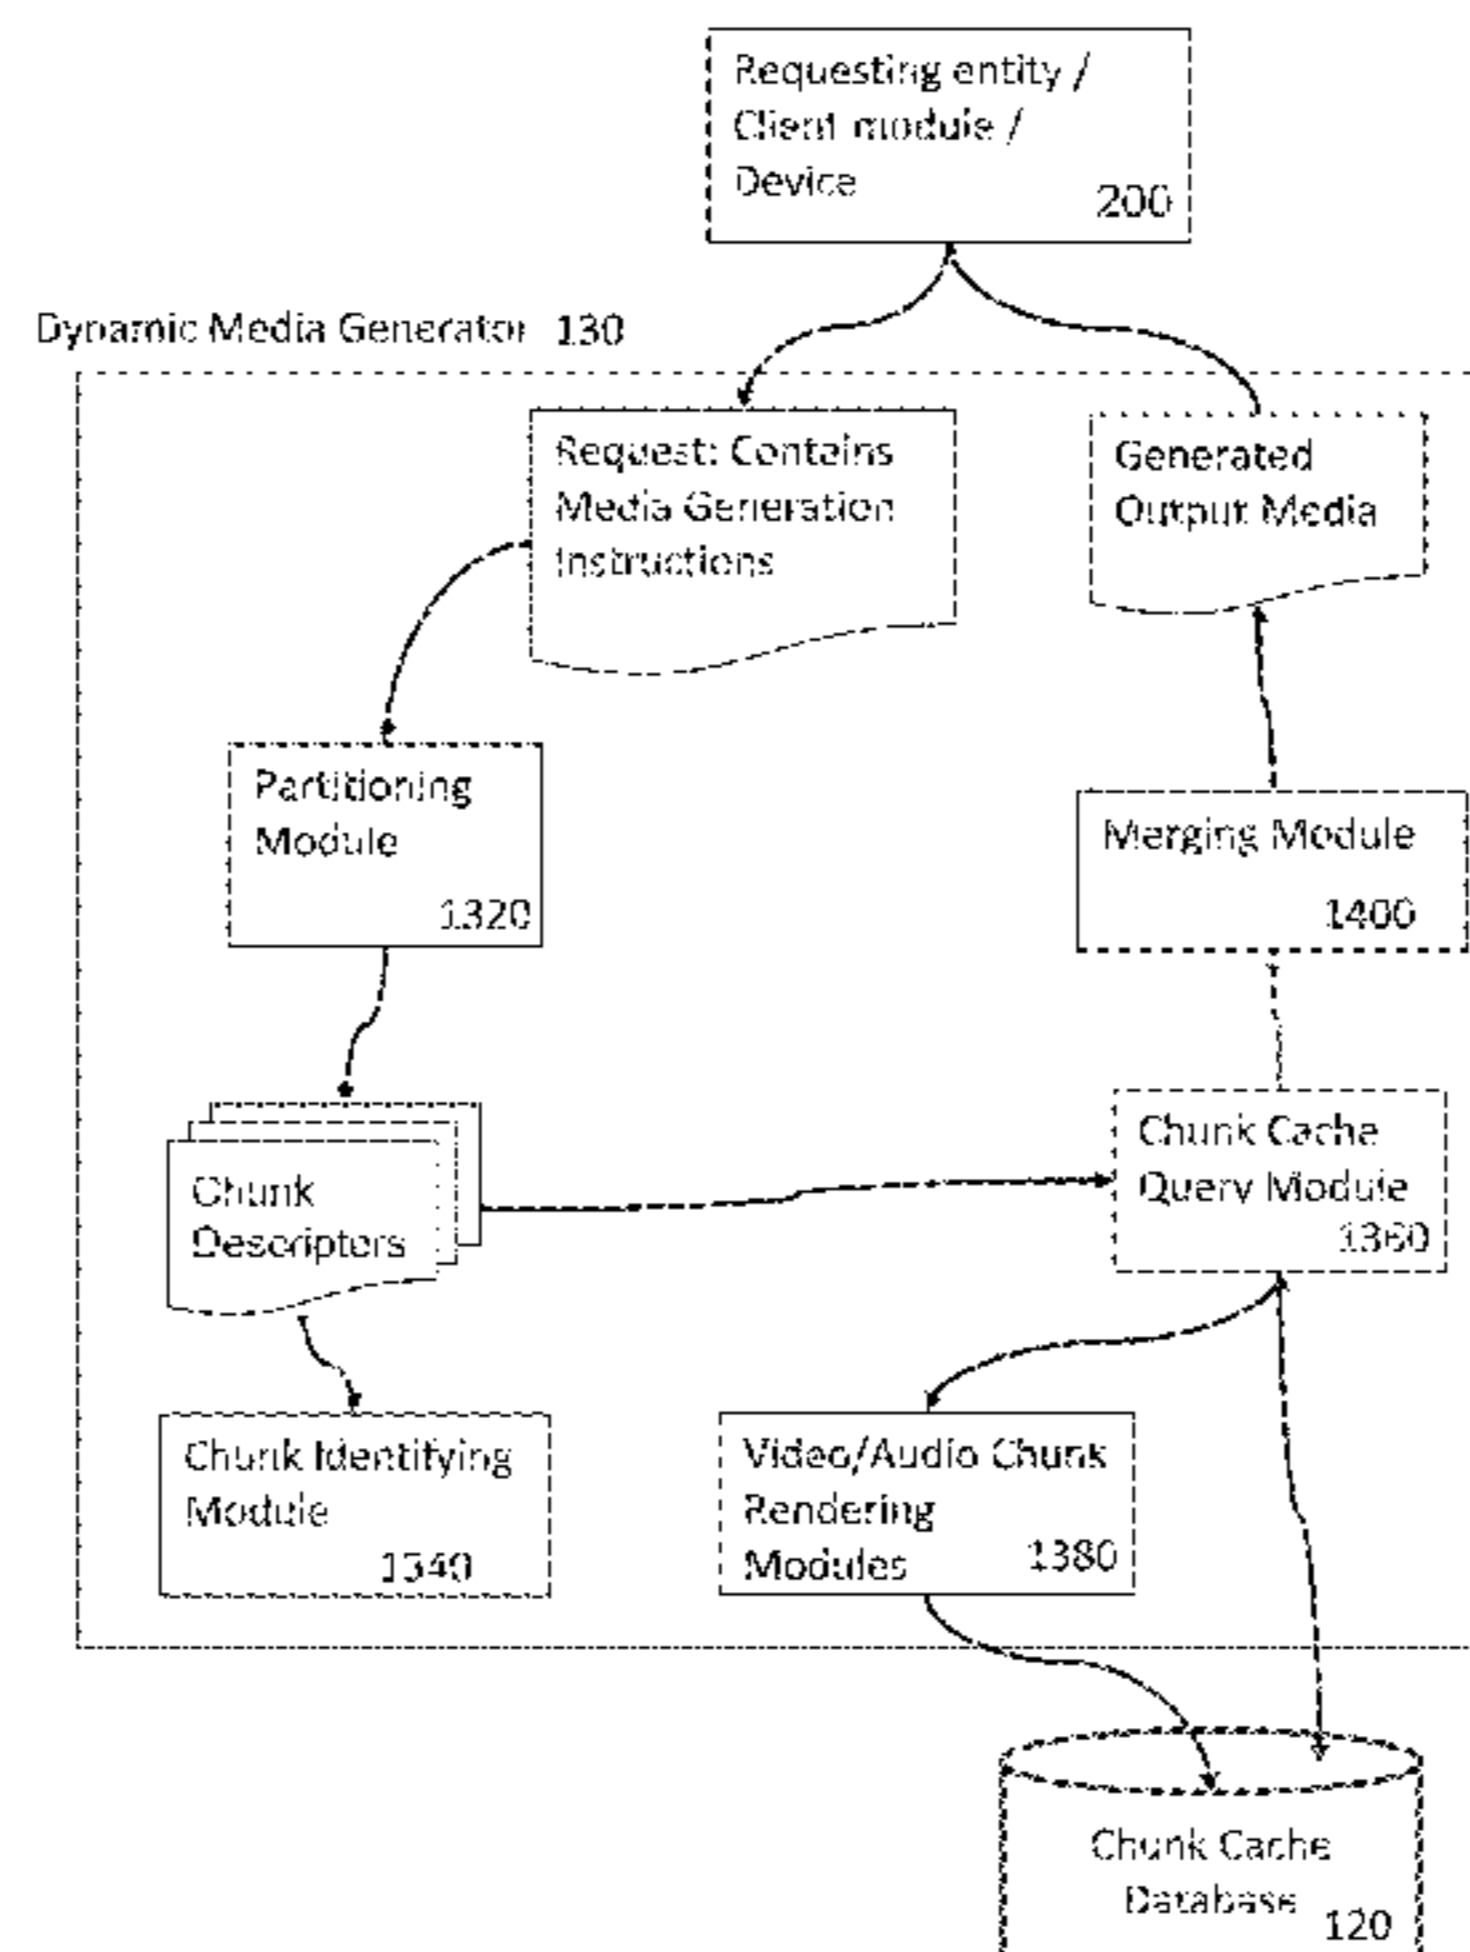 Requesting entity /
Client module /
Device
200
Dynamic Media Generator 130
Request: Contains
Media Generation
Instructions
Generated
Output Media
Partitioning
Module
1320
Merging Module
1400
Chunk
Descriptors
Chunk Cache
Query Module
1360
Chunk Identifying
Module
1340
Video/Audio Chunk
Rendering
Modules
1380
Chunk Cache
Database
120